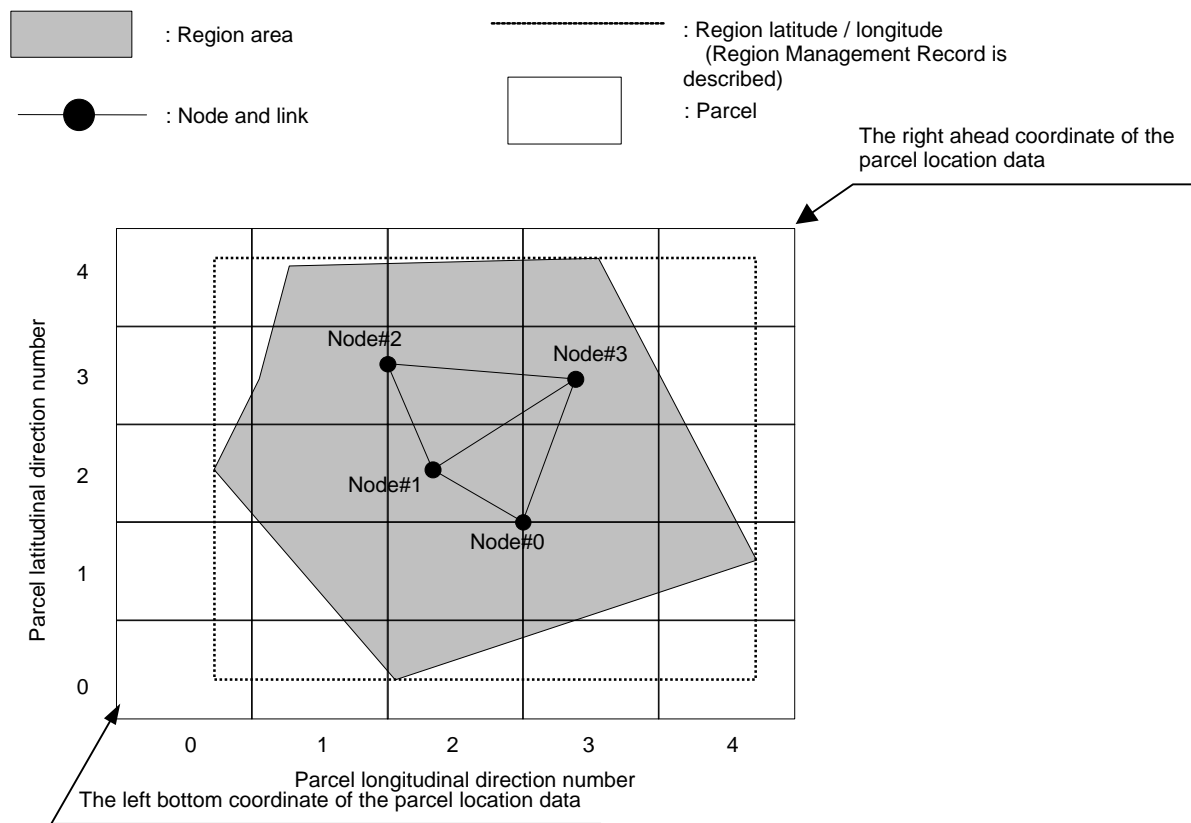 : Region area
: Region latitude / longitude
(Region Management Record is
described)
: Node and link
: Parcel
The right ahead coordinate of the
parcel location data
Parcel latitudinal direction number
4
3
2
1
0
Node#2
Node#3
Node#1
Node#0
0 1 2 3 4
Parcel longitudinal direction number
The left bottom coordinate of the parcel location data